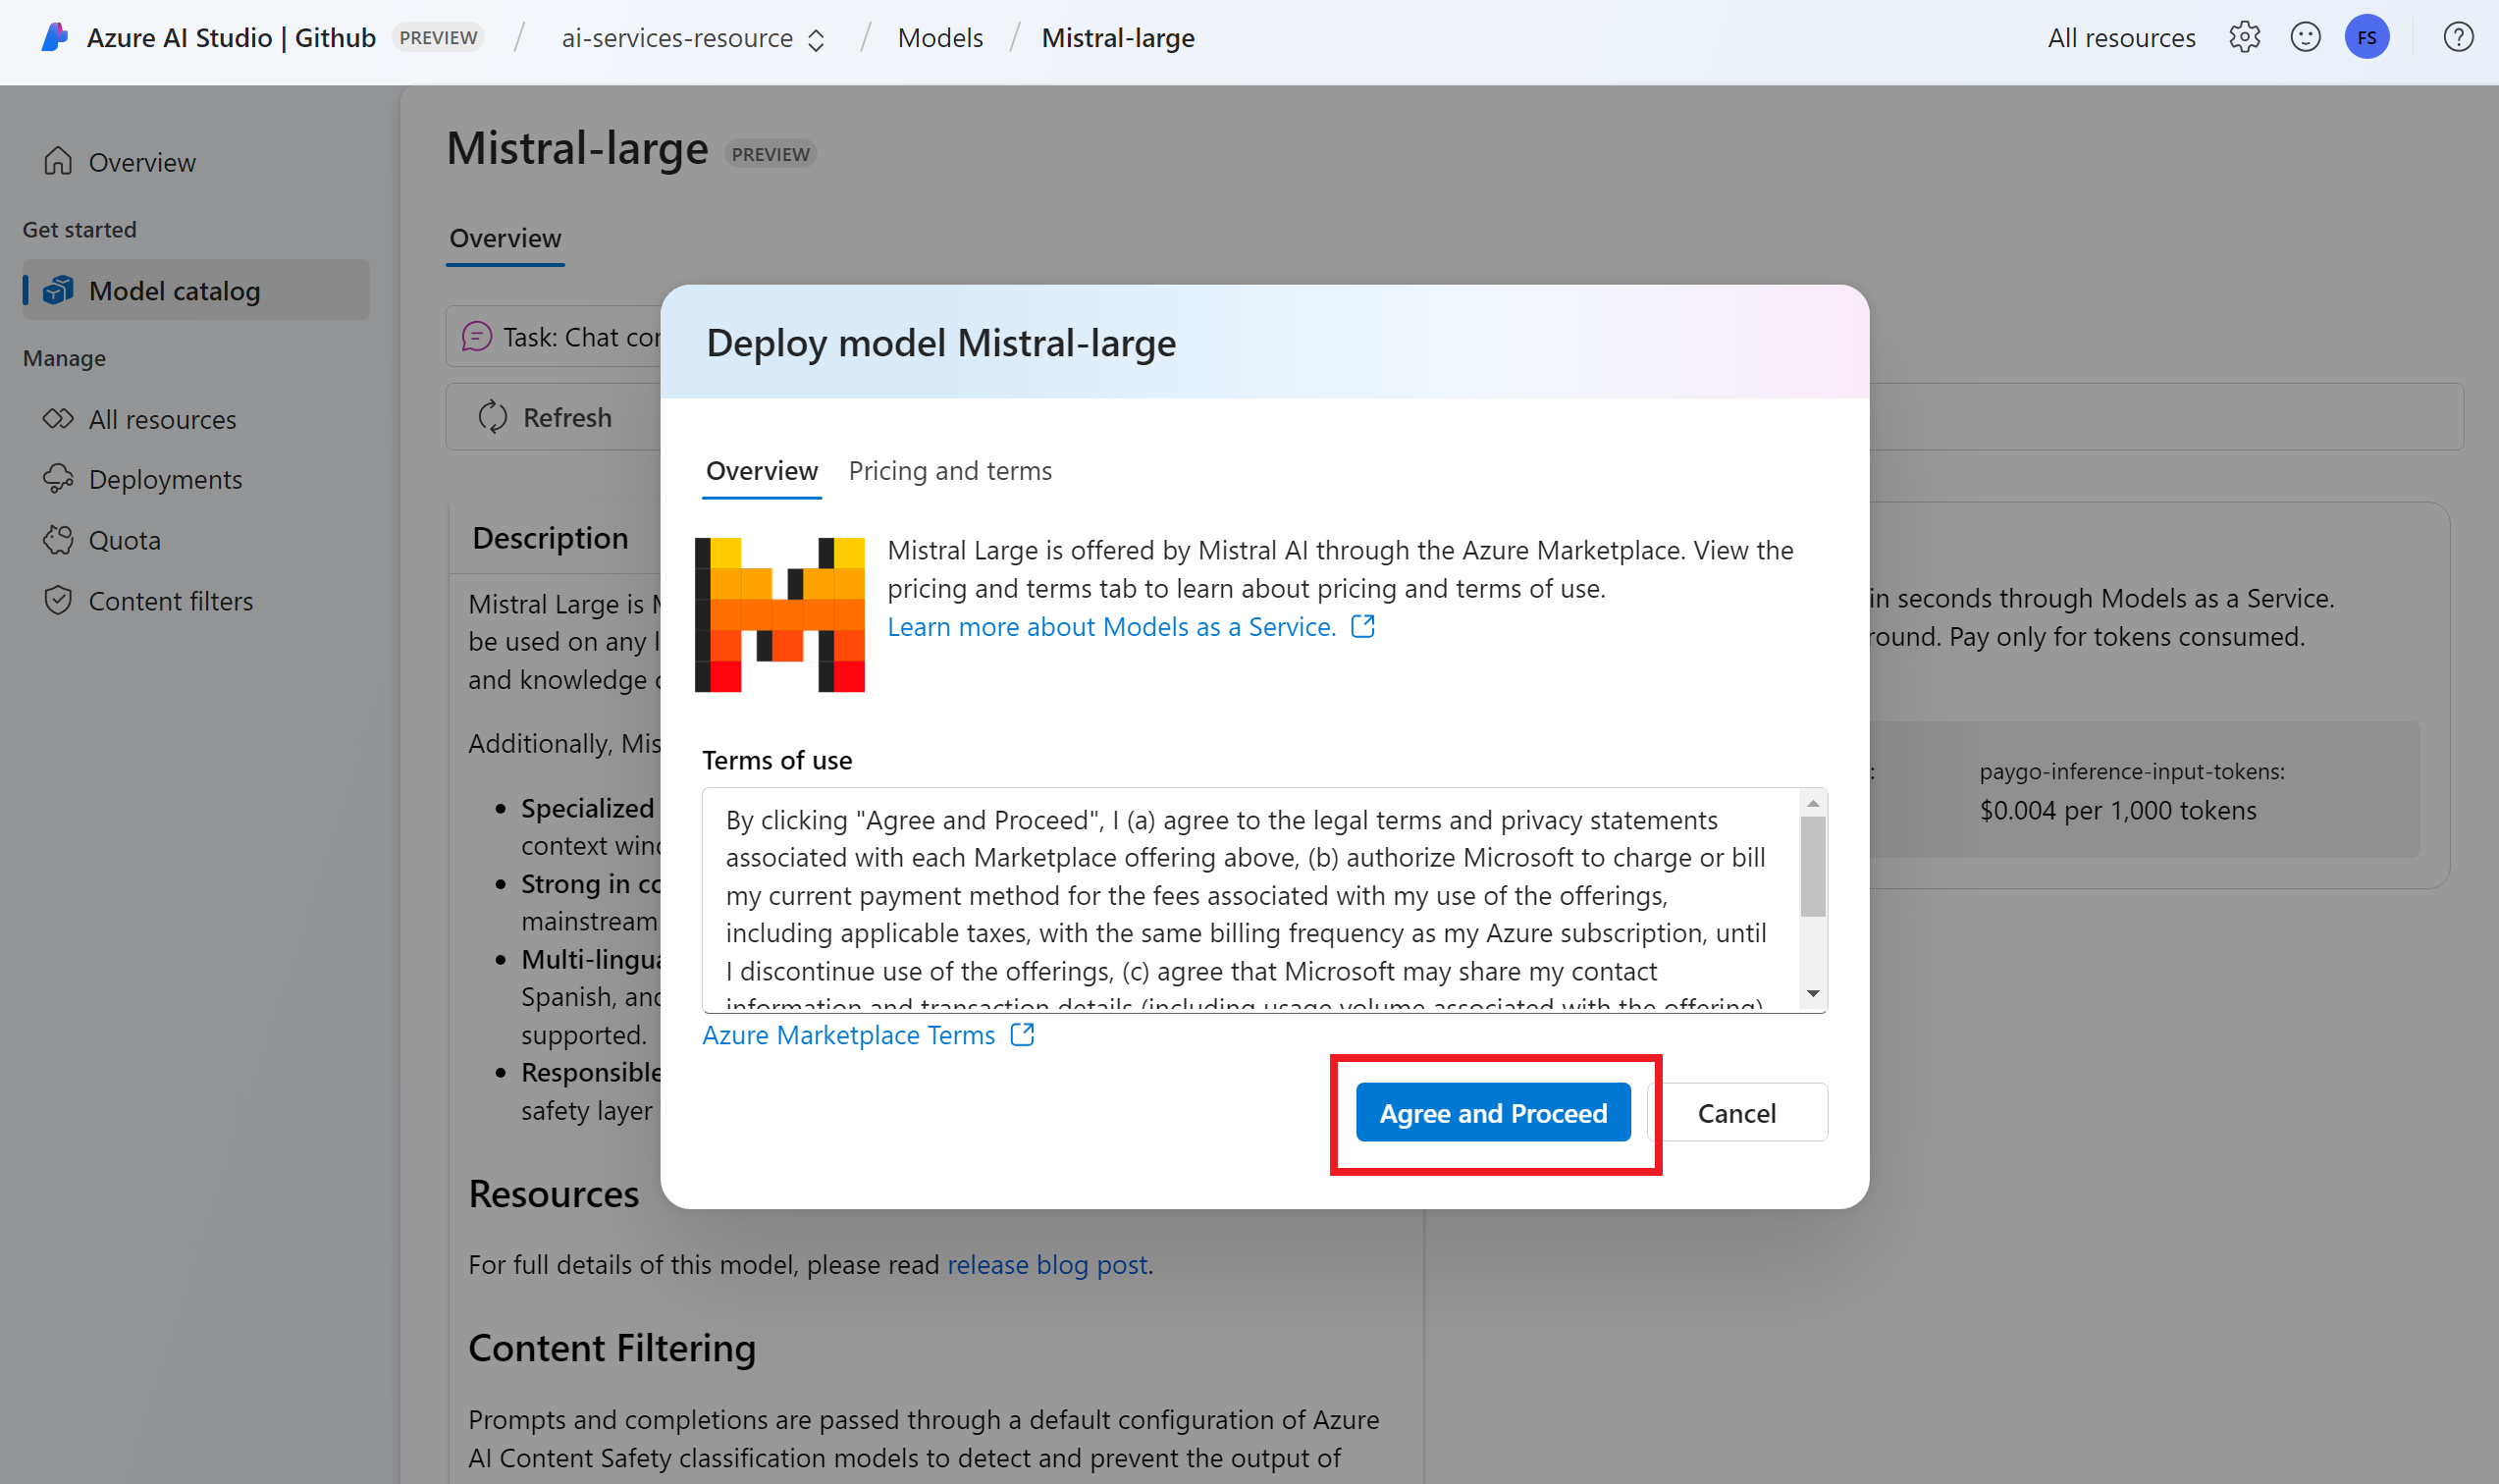 Azure AI Studio | Github PREVIEW / ai-services-resource / Models / Mistral-large
All resources FS
Overview
Get started
Model catalog
Manage
All resources
Deployments
Quota
Content filters
Mistral-large PREVIEW
Overview
Task: Chat
Refresh
Description
Mistral Large is
be used on any
and knowledge
Additionally,
Specialized
context
Strong in
mainstream
Spanish,
supported.
Responsible
safety layer
Resources
For full details of this model, please read release blog post.
Content Filtering
Prompts and completions are passed through a default configuration of Azure
AI Content Safety classification models to detect and prevent the output of
in seconds through Models as a Service.
Pay only for tokens consumed.
paygo-inference-input-tokens:
$0.004 per 1,000 tokens
Deploy model Mistral-large
Overview Pricing and terms
Mistral Large is offered by Mistral AI through the Azure Marketplace. View the
pricing and terms tab to learn about pricing and terms of use.
Learn more about Models as a Service.
Terms of use
By clicking "Agree and Proceed", I (a) agree to the legal terms and privacy statements
associated with each Marketplace offering above, (b) authorize Microsoft to charge or bill
my current payment method for the fees associated with my use of the offerings,
including applicable taxes, with the same billing frequency as my Azure subscription, until
I discontinue use of the offerings, (c) agree that Microsoft may share my contact
information and transaction details (including usage volume associated with the offering)
Azure Marketplace Terms
Agree and Proceed
Cancel